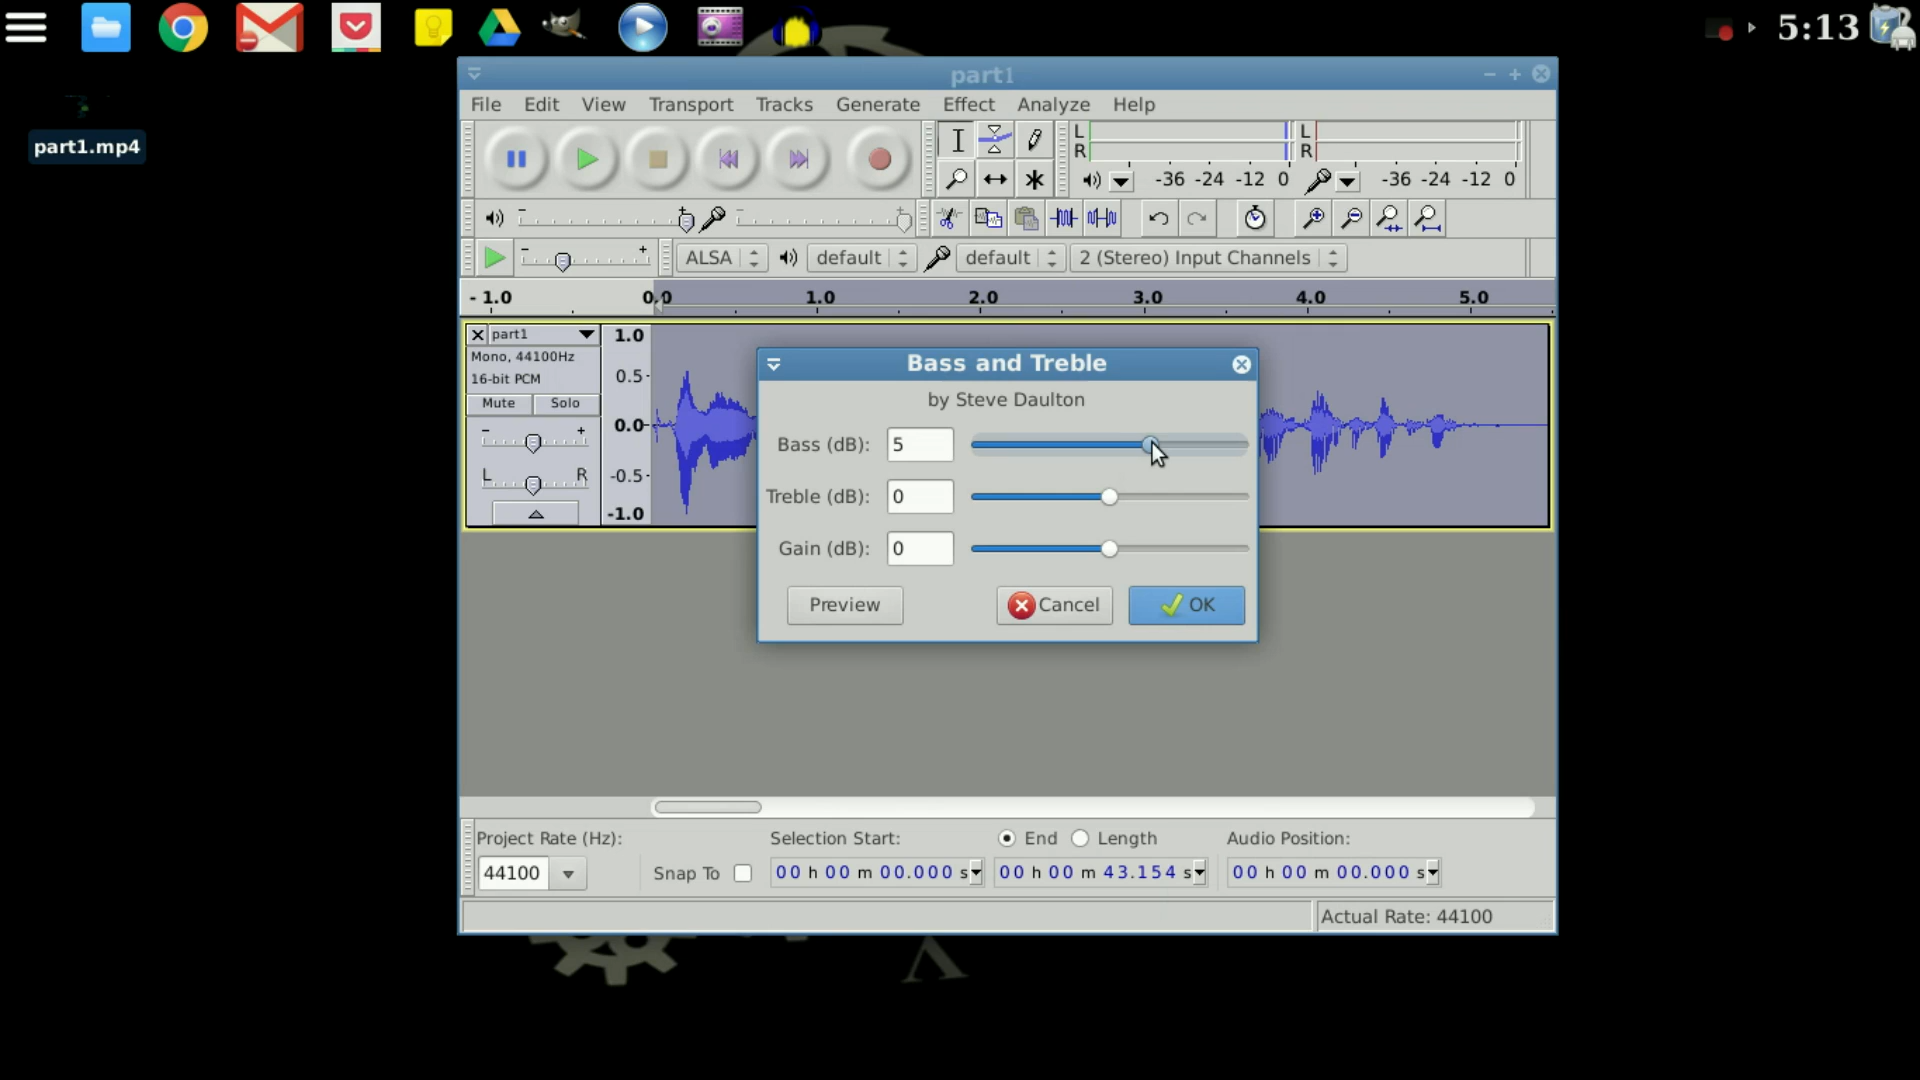 5:13
part1.mp4
part1
File Edit View Transport Tracks Generate Effect Analyze Help
L L
R R
-36 -24 -12 0 -36 -24 -12 0
- + - +
- + ALSA default default 2 (Stereo) Input Channels
- 1.0 0.0 1.0 2.0 3.0 4.0 5.0
part1 1.0
Mono, 44100Hz
16-bit PCM 0.5
Mute Solo
- + 0.0
L R -0.5
-1.0
Bass and Treble
by Steve Daulton
Bass (dB): 5
Treble (dB): 0
Gain (dB): 0
Preview Cancel OK
Project Rate (Hz): Selection Start: End Length Audio Position:
44100 Snap To 00 h 00 m 00.000 s 00 h 00 m 43.154 s 00 h 00 m 00.000 s
Actual Rate: 44100